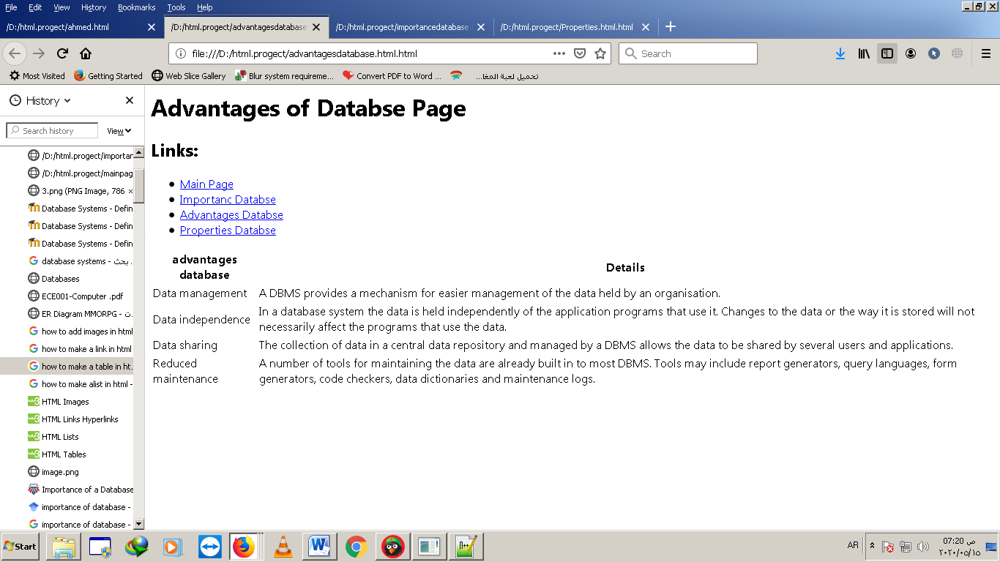 File Edit View History Bookmarks Tools Help
/D:/html.progect/ahmed.html
/D:/html.progect/advantagesdatabase
/D:/html.progect/importancedatabase.
/D:/html.progect/Properties.html.html
file:///D:/html.progect/advantagesdatabase.html.html
Search
Most Visited
Getting Started
Web Slice Gallery
Blur system requireme...
Convert PDF to Word ...
تحميل لعبة المغا...
History
Search history
View
/D:/html.progect/importan
/D:/html.progect/mainpag
3.png (PNG Image, 786 ×
Database Systems - Defin
Database Systems - Defin
Database Systems - Defin
database systems - بحث
Databases
ECE001-Computer .pdf
ER Diagram MMORPG - ت...
how to add images in html
how to make a link in html
how to make a table in ht...
how to make alist in html -
HTML Images
HTML Links Hyperlinks
HTML Lists
HTML Tables
image.png
Importance of a Database
importance of database -
importance of database -
Advantages of Databse Page
Links:
Main Page
Importanc Databse
Advantages Databse
Properties Databse
advantages
database
Details
Data management A DBMS provides a mechanism for easier management of the data held by an organisation.
Data independence
In a database system the data is held independently of the application programs that use it. Changes to the data or the way it is stored will not
necessarily affect the programs that use the data.
Data sharing The collection of data in a central data repository and managed by a DBMS allows the data to be shared by several users and applications.
Reduced
maintenance
A number of tools for maintaining the data are already built in to most DBMS. Tools may include report generators, query languages, form
generators, code checkers, data dictionaries and maintenance logs.
Start
AR
07:20 ص
٢٠٢٠/٠٥/١٥